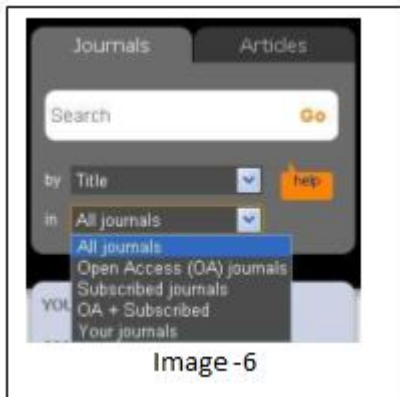 Journals Articles
Search Go
by Title help
in All journals
All journals
Open Access (OA) journals
Subscribed journals
OA + Subscribed
Your journals
Image -6